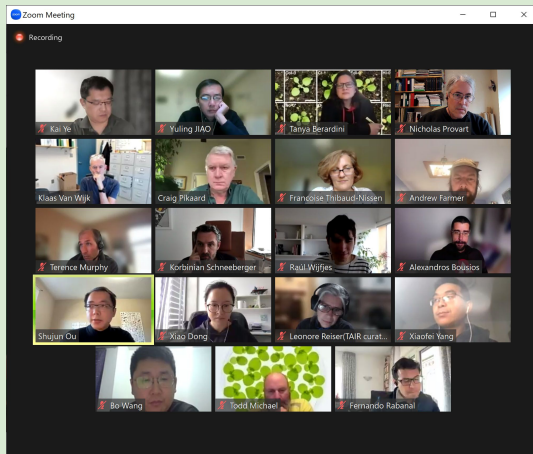 zoom Zoom Meeting
Recording
Kai Ye
Yuling JIAO
Tanya Berardini
Nicholas Provart
Klaas Van Wijk
Craig Pikaard
Françoise Thibaud-Nissen
Andrew Farmer
Terence Murphy
Korbinian Schneeberger
Raúl Wijfjes
Alexandros Bousios
Shujun Ou
Xiao Dong
Leonore Reiser(TAIR curat...
Xiaofei Yang
Bo Wang
Todd Michael
Fernando Rabanal